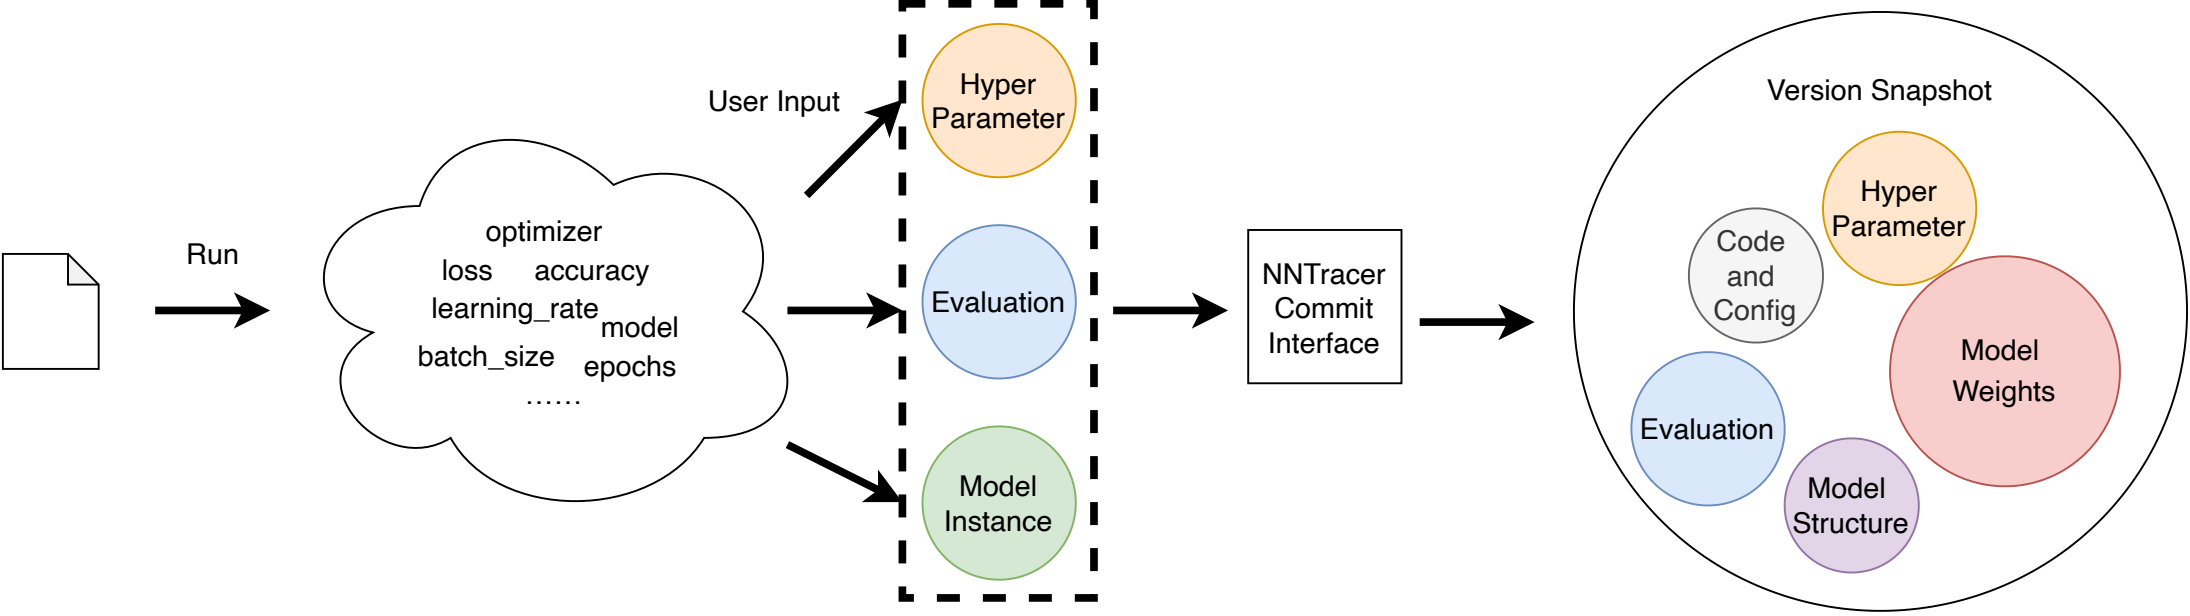 Run
optimizer
loss accuracy
learning_rate
model
batch_size
epochs
......
User Input
Hyper
Parameter
Evaluation
Model
Instance
NNTracer
Commit
Interface
Version Snapshot
Hyper
Parameter
Code
and
Config
Model
Weights
Evaluation
Model
Structure